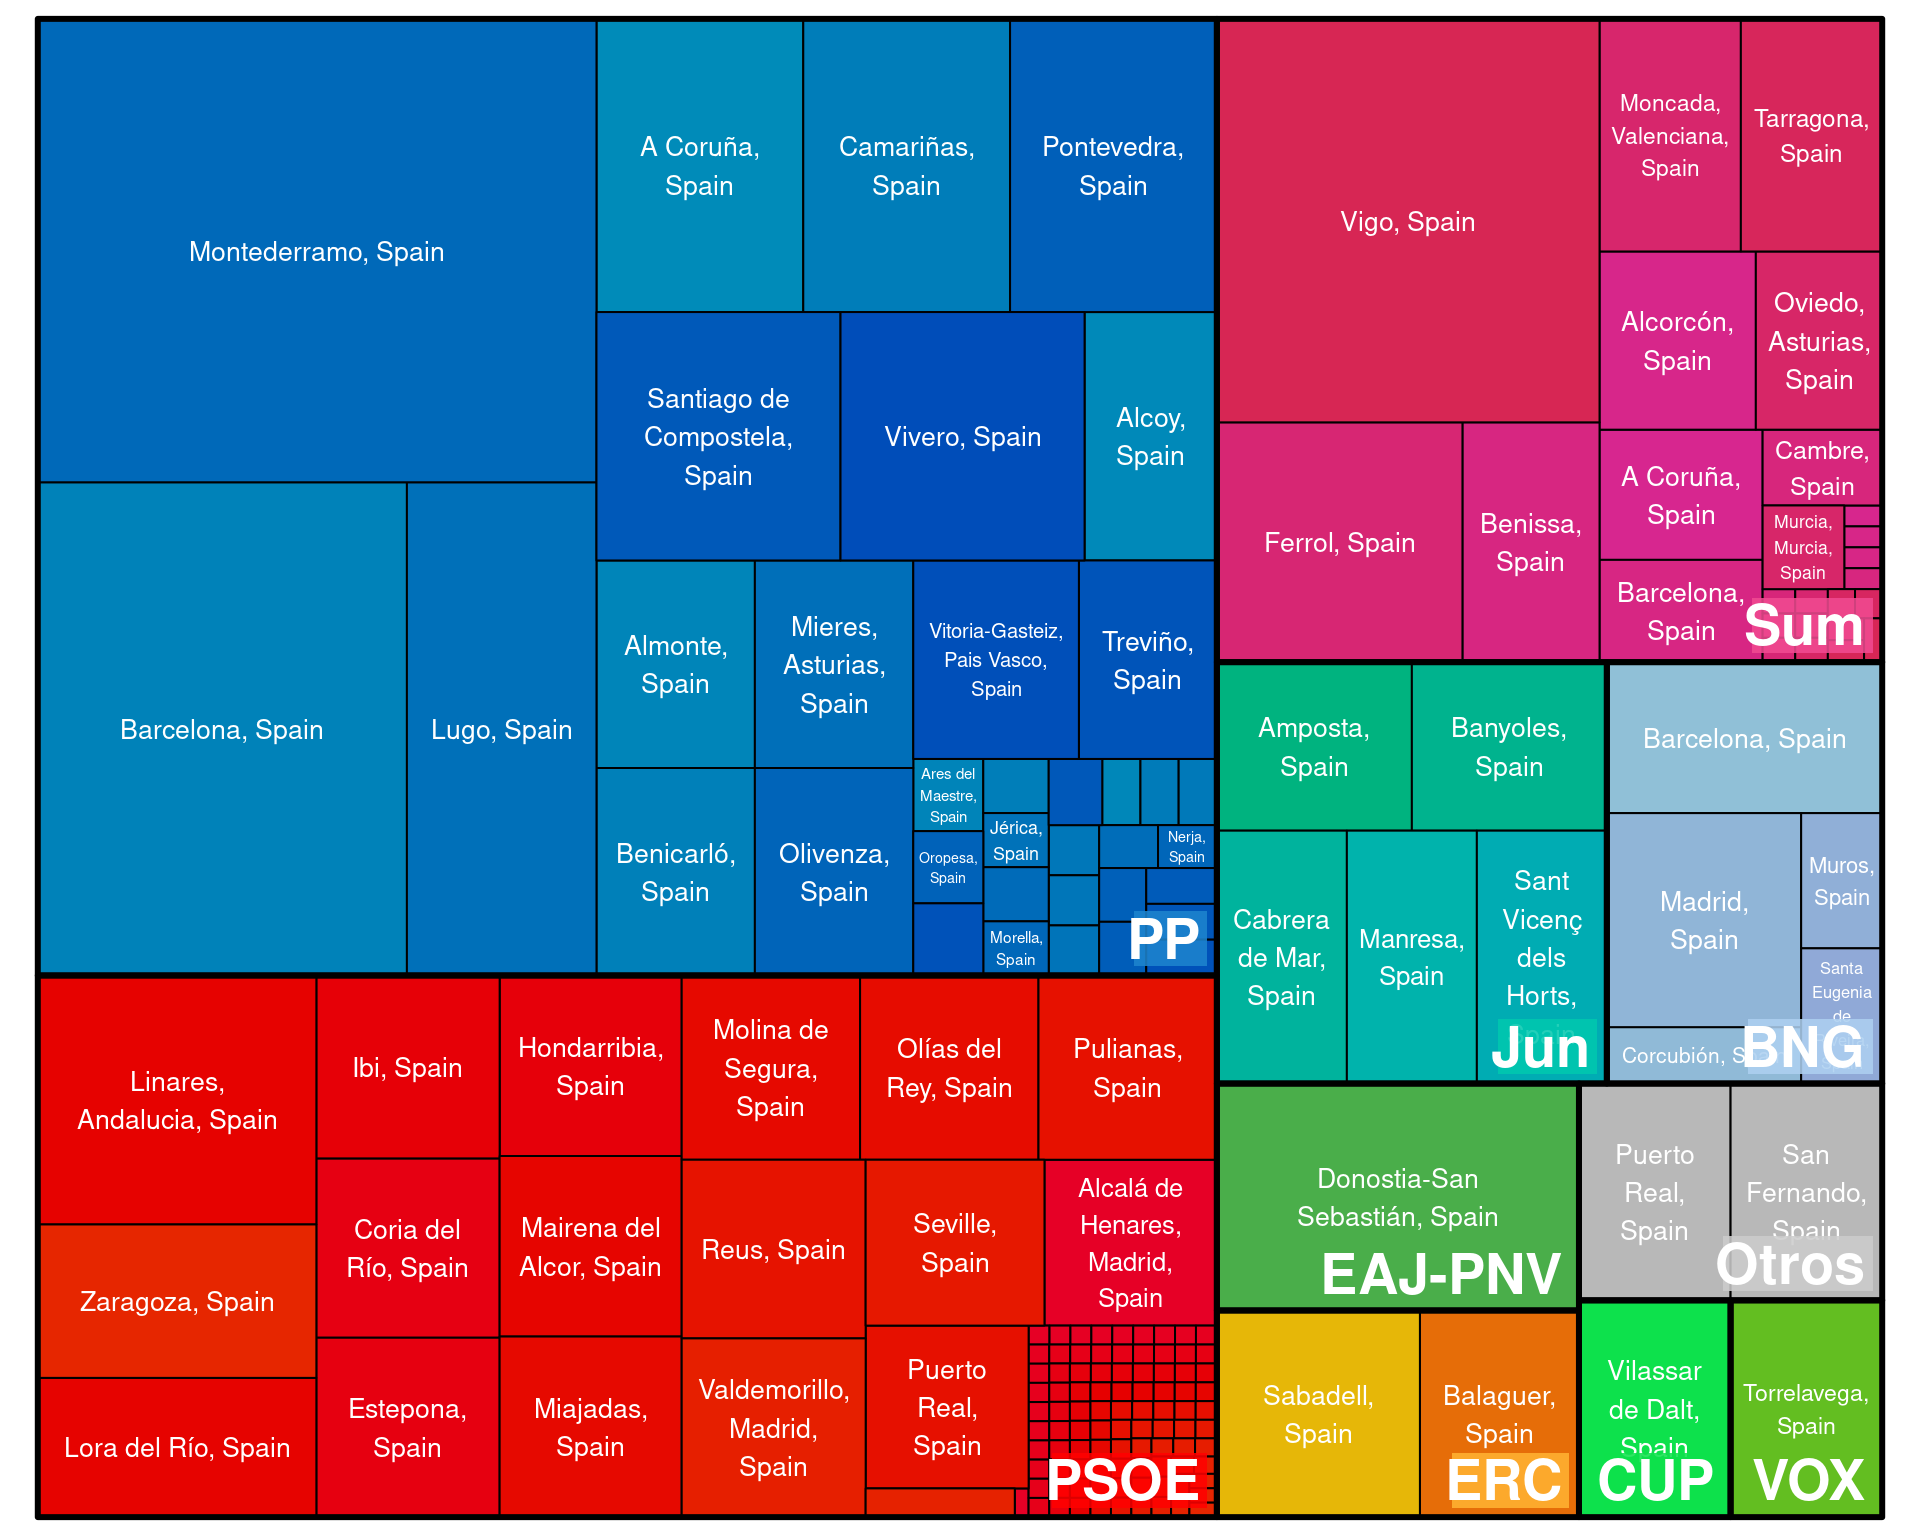 Montederramo, Spain
A Coruña,
Spain
Camariñas,
Spain
Pontevedra,
Spain
Santiago de
Compostela,
Spain
Vivero, Spain
Alcoy,
Spain
Barcelona, Spain
Lugo, Spain
Almonte,
Spain
Mieres,
Asturias,
Spain
Vitoria-Gasteiz,
Pais Vasco,
Spain
Treviño,
Spain
Benicarló,
Spain
Olivenza,
Spain
Ares del
Maestre,
Spain
Oropesa,
Spain
Jérica,
Spain
Morella,
Spain
Nerja,
Spain
PP
Vigo, Spain
Moncada,
Valenciana,
Spain
Tarragona,
Spain
Alcorcón,
Spain
Oviedo,
Asturias,
Spain
Ferrol, Spain
Benissa,
Spain
A Coruña,
Spain
Cambre,
Spain
Murcia,
Murcia,
Spain
Barcelona,
Spain
Sum
Amposta,
Spain
Banyoles,
Spain
Cabrera
de Mar,
Spain
Manresa,
Spain
Sant
Vicenç
dels
Horts,
Spain
Jun
Barcelona, Spain
Madrid,
Spain
Muros,
Spain
Santa
Eugenia
de
Corcubión, Spain
BNG
Linares,
Andalucia, Spain
Zaragoza, Spain
Lora del Río, Spain
Ibi, Spain
Coria del
Río, Spain
Estepona,
Spain
Hondarribia,
Spain
Mairena del
Alcor, Spain
Miajadas,
Spain
Molina de
Segura,
Spain
Olías del
Rey, Spain
Pulianas,
Spain
Reus, Spain
Seville,
Spain
Alcalá de
Henares,
Madrid,
Spain
Valdemorillo,
Madrid,
Spain
Puerto
Real,
Spain
PSOE
Donostia-San
Sebastián, Spain
EAJ-PNV
Puerto
Real,
Spain
San
Fernando,
Spain
Otros
Sabadell,
Spain
Balaguer,
Spain
ERC
Vilassar
de Dalt,
Spain
CUP
Torrelavega,
Spain
VOX